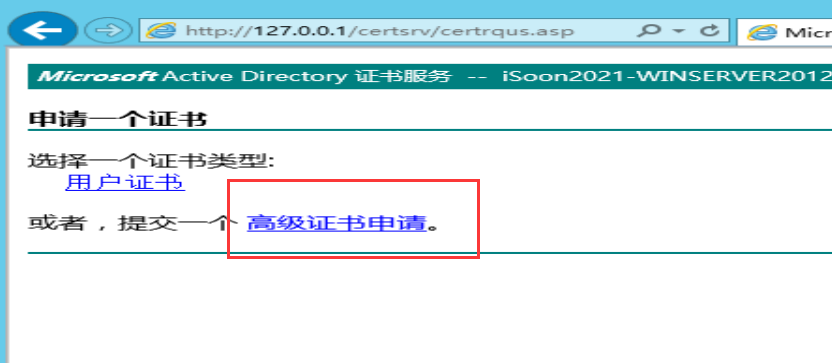 http://127.0.0.1/certsrv/certrqus.asp
Micr
Microsoft Active Directory 证书服务 -- iSoon2021-WINSERVER2012
申请一个证书
选择一个证书类型:
用户证书
或者，提交一个 高级证书申请。